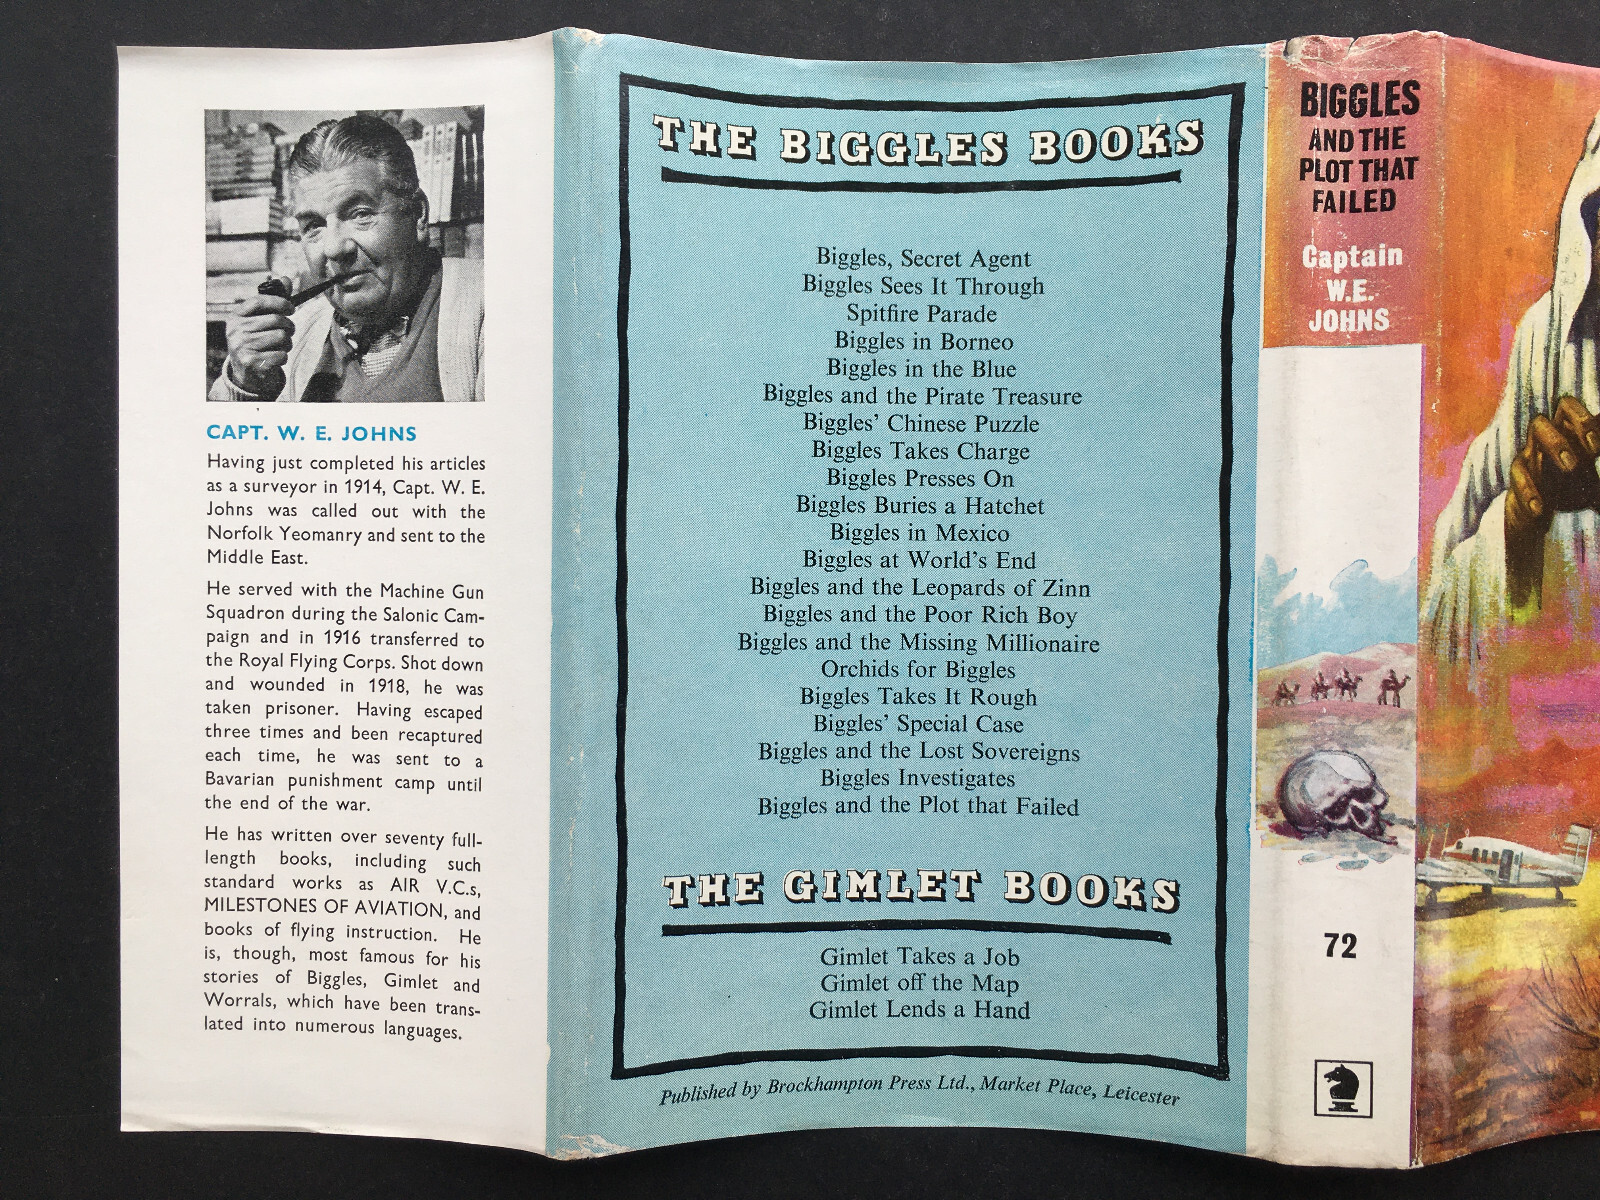 CAPT. W. E. JOHNS
Having just completed his articles
as a surveyor in 1914, Capt. W. E.
Johns was called out with the
Norfolk Yeomanry and sent to the
Middle East.
He served with the Machine Gun
Squadron during the Salonic Cam-
paign and in 1916 transferred to
the Royal Flying Corps. Shot down
and wounded in 1918, he was
taken prisoner. Having escaped
three times and been recaptured
each time, he was sent to a
Bavarian punishment camp until
the end of the war.
He has written over seventy full-
length books, including such
standard works as AIR V.C.s,
MILESTONES OF AVIATION, and
books of flying instruction. He
is, though, most famous for his
stories of Biggles, Gimlet and
Worrals, which have been trans-
lated into numerous languages.
THE BIGGLES BOOKS
Biggles, Secret Agent
Biggles Sees It Through
Spitfire Parade
Biggles in Borneo
Biggles in the Blue
Biggles and the Pirate Treasure
Biggles' Chinese Puzzle
Biggles Takes Charge
Biggles Presses On
Biggles Buries a Hatchet
Biggles in Mexico
Biggles at World's End
Biggles and the Leopards of Zinn
Biggles and the Poor Rich Boy
Biggles and the Missing Millionaire
Orchids for Biggles
Biggles Takes It Rough
Biggles' Special Case
Biggles and the Lost Sovereigns
Biggles Investigates
Biggles and the Plot that Failed
THE GIMLET BOOKS
Gimlet Takes a Job
Gimlet off the Map
Gimlet Lends a Hand
Published by Brockhampton Press Ltd., Market Place, Leicester
BIGGLES
AND THE
PLOT THAT
FAILED
Captain
W.E.
JOHNS
72